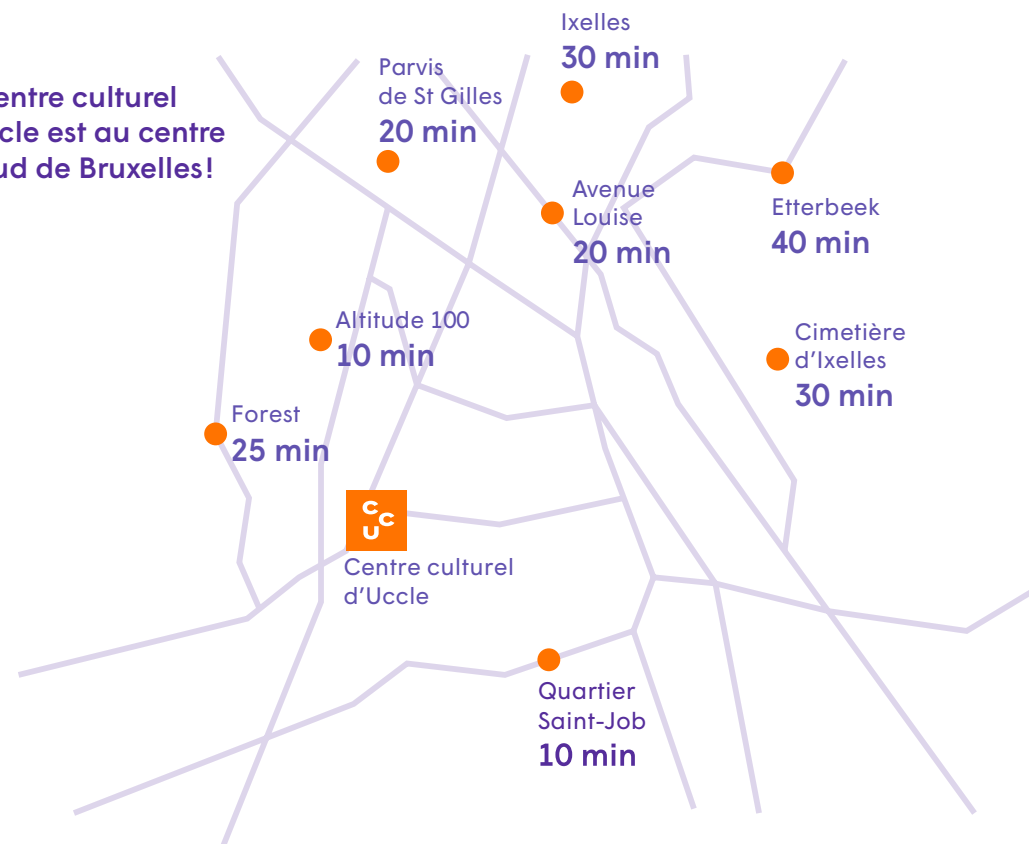 Ixelles
30 min
Parvis
de St Gilles
20 min
entre culturel
cle est au centre
ud de Bruxelles!
Avenue
Louise
20 min
Etterbeek
40 min
Altitude 100
10 min
Cimetière
d'Ixelles
30 min
Forest
25 min
C
C
U
Centre culturel
d'Uccle
Quartier
Saint-Job
10 min